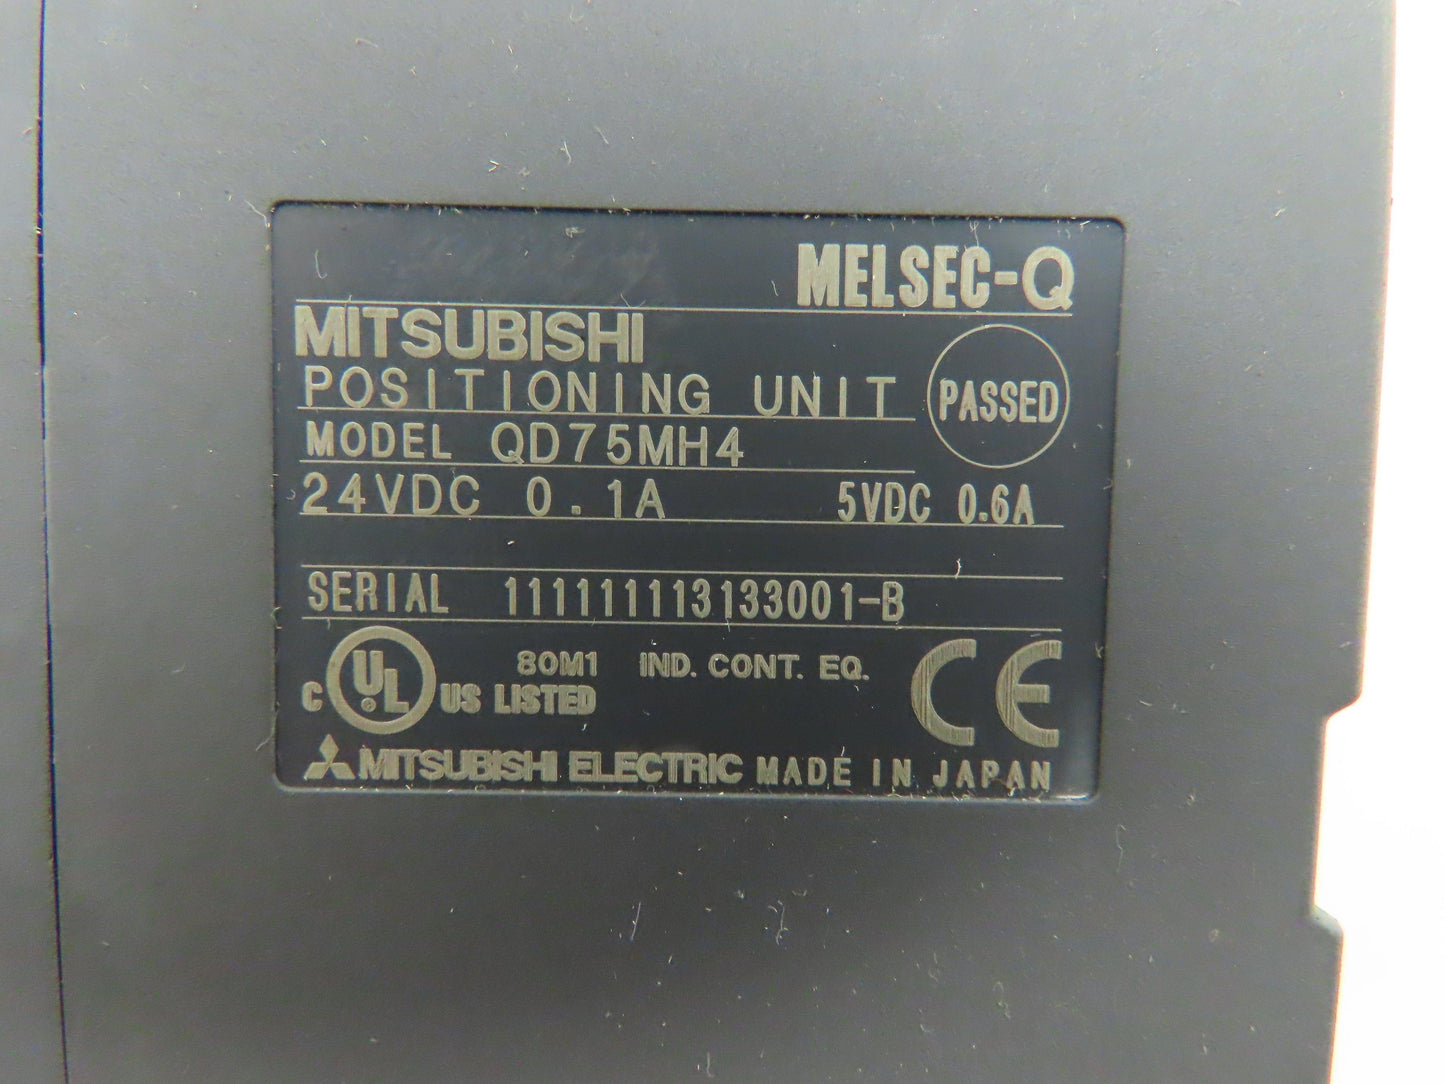 MELSEC-Q
MITSUBISHI
POSITIONING UNIT
PASSED
MODEL QD75MH4
24VDC 0.1A 5VDC 0.6A
SERIAL 111111113133001-B
C UL US LISTED 80M1 IND. CONT. EQ. CE
MITSUBISHI ELECTRIC MADE IN JAPAN